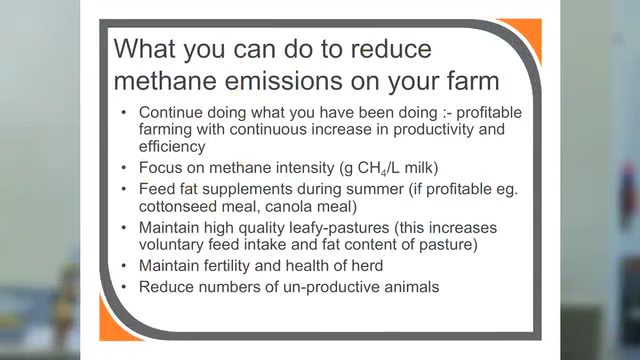 What you can do to reduce
methane emissions on your farm
• Continue doing what you have been doing :- profitable
farming with continuous increase in productivity and
efficiency
• Focus on methane intensity (g CH₄/L milk)
• Feed fat supplements during summer (if profitable eg.
cottonseed meal, canola meal)
• Maintain high quality leafy-pastures (this increases
voluntary feed intake and fat content of pasture)
• Maintain fertility and health of herd
• Reduce numbers of un-productive animals